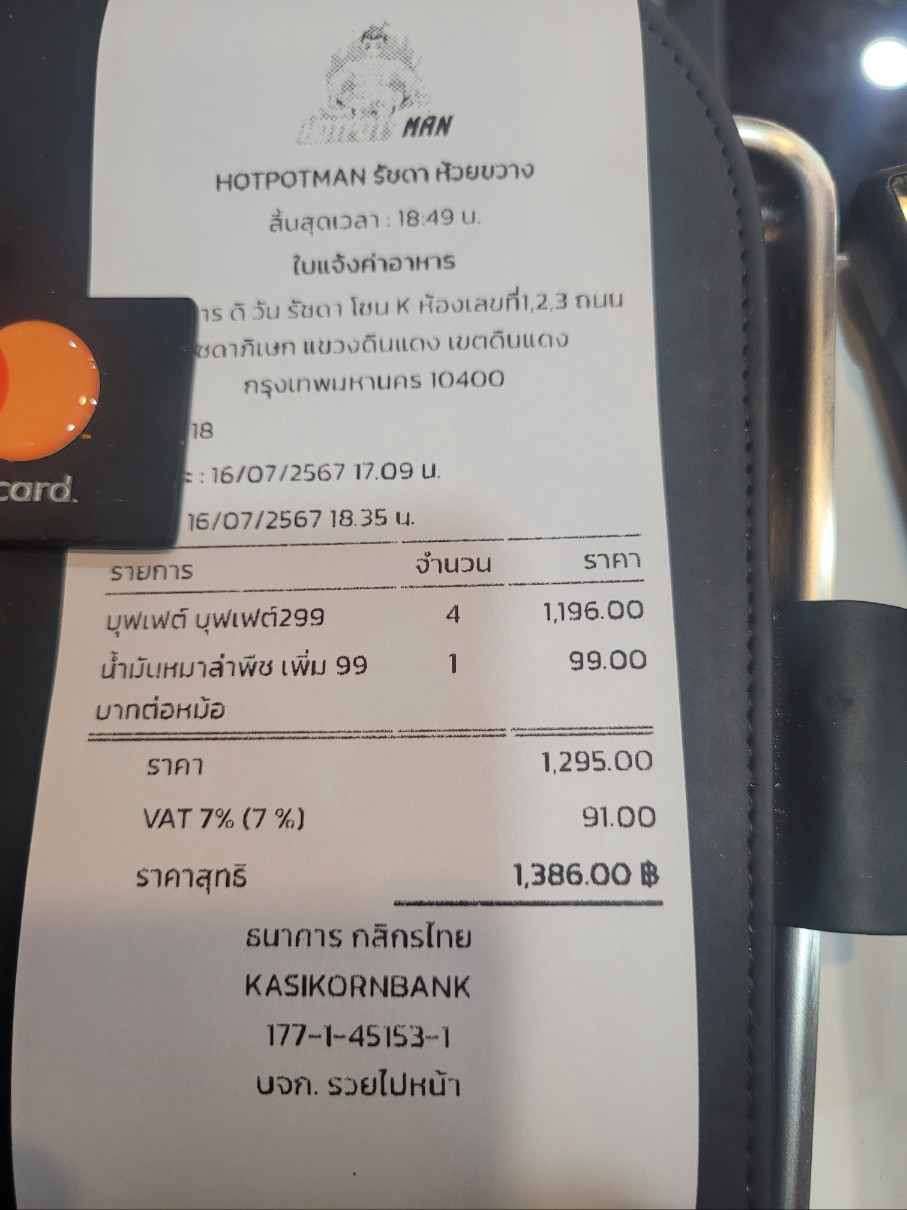 MAN
HOTPOTMAN รัชดา ห้วยขวาง
สิ้นสุดเวลา : 18:49 น.
ใบแจ้งค่าอาหาร
าร ดิ วัน รัชดา โซน K ห้องเลขที่1,2,3 ถนน
ชดาภิเษก แขวงดินแดง เขตดินแดง
กรุงเทพมหานคร 10400
18
: 16/07/2567 17.09 น.
card.
16/07/2567 18.35 น.
รายการ จำนวน ราคา
บุฟเฟต์ บุฟเฟต์299 4 1,196.00
น้ำมันหมาล่าพืช เพิ่ม 99 1 99.00
บาทต่อหม้อ
ราคา 1,295.00
VAT 7% (7 %) 91.00
ราคาสุทธิ 1,386.00 ฿
ธนาคาร กสิกรไทย
KASIKORNBANK
177-1-45153-1
บจก. รวยไปหน้า